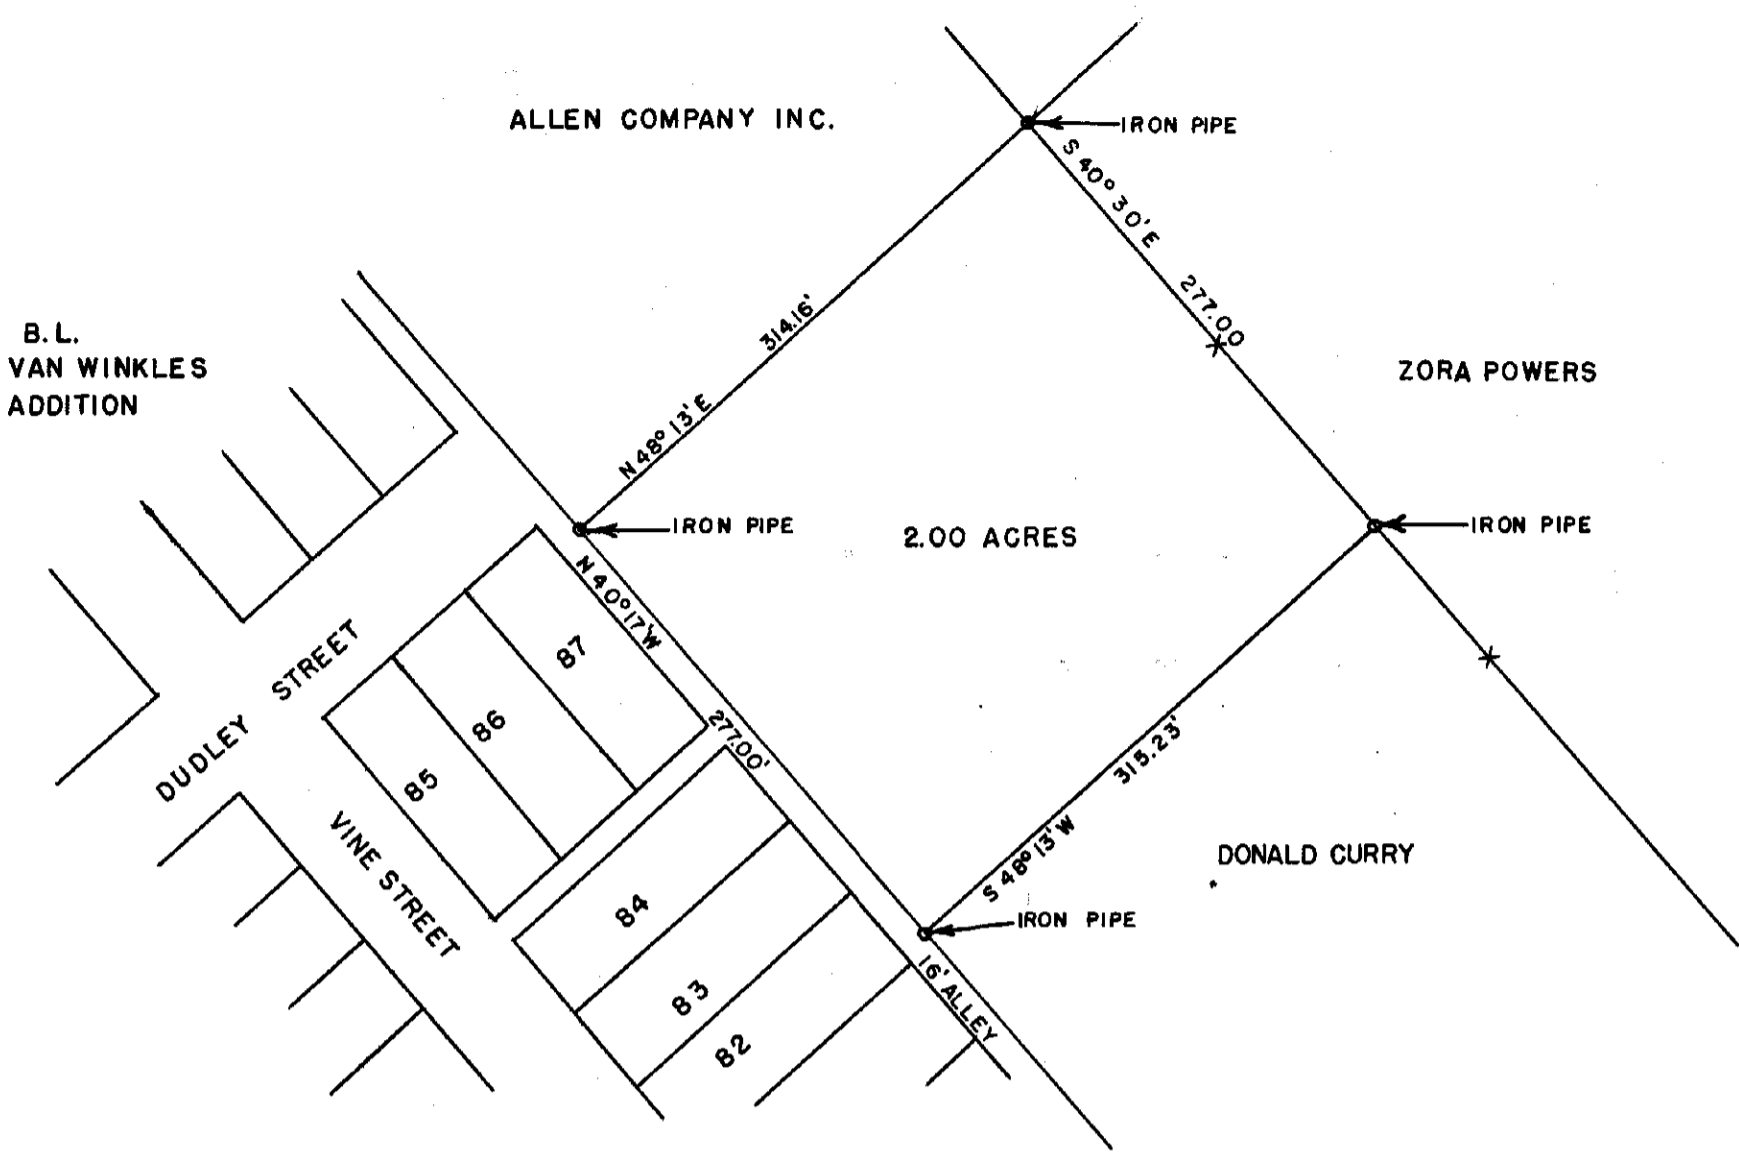 ALLEN COMPANY INC.
IRON PIPE
S 40° 30' E 277.00
314.16'
N 48° 13' E
B. L.
VAN WINKLES
ADDITION
ZORA POWERS
IRON PIPE
2.00 ACRES
IRON PIPE
N 40° 17' W 277.00'
DUDLEY STREET
87
86
85
VINE STREET
315.23'
S 48° 13' W
DONALD CURRY
IRON PIPE
84
83
82
16' ALLEY